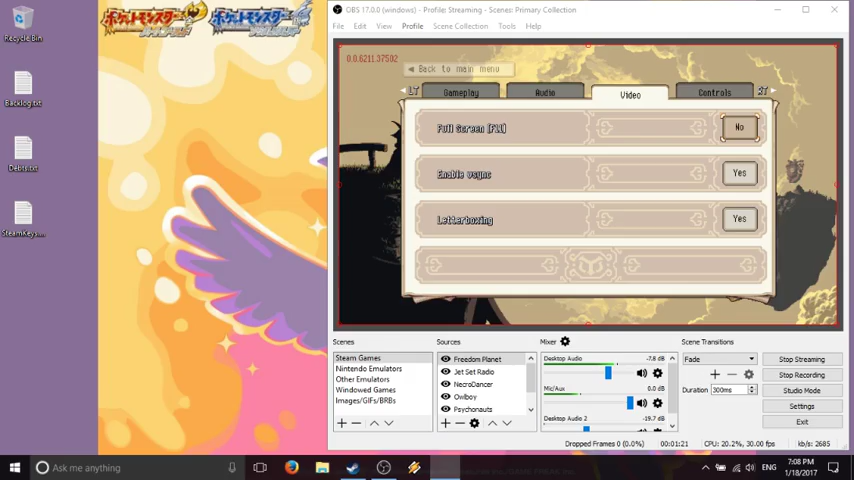 Recycle Bin
Backlog.txt
Debits.txt
SteamKeys...
ポケットモンスター
ポケットモンスター
OBS 17.0.0 (windows) - Profile: Streaming - Scenes: Primary Collection
File Edit View Profile Scene Collection Tools Help
0.0.6211.37502
Back to main menu
LT Gameplay Audio Video Controls RT
Full Screen [F11] No
Enable vsync Yes
Letterboxing Yes
Scenes Sources Mixer Scene Transitions
Steam Games
Nintendo Emulators
Other Emulators
Windowed Games
Images/GIFs/BRBs
Freedom Planet
Jet Set Radio
NecroDancer
Owlboy
Psychonauts
Desktop Audio -7.8 dB
Mic/Aux 0.0 dB
Desktop Audio 2 -19.7 dB
Fade
Duration 300ms
Stop Streaming
Stop Recording
Studio Mode
Settings
Exit
Dropped Frames 0 (0.0%) 00:01:21 CPU: 20.2%, 30.00 fps kb/s: 2685
Ask me anything
ENG
7:08 PM
1/18/2017